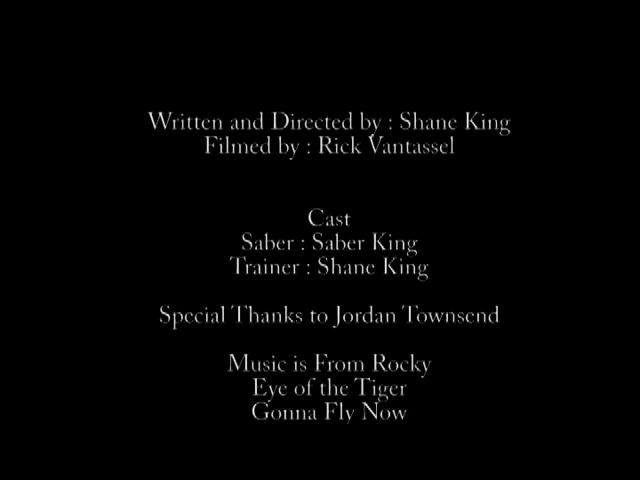 Written and Directed by : Shane King
Filmed by : Rick Vantassel
Cast
Saber : Saber King
Trainer : Shane King
Special Thanks to Jordan Townsend
Music is From Rocky
Eye of the Tiger
Gonna Fly Now